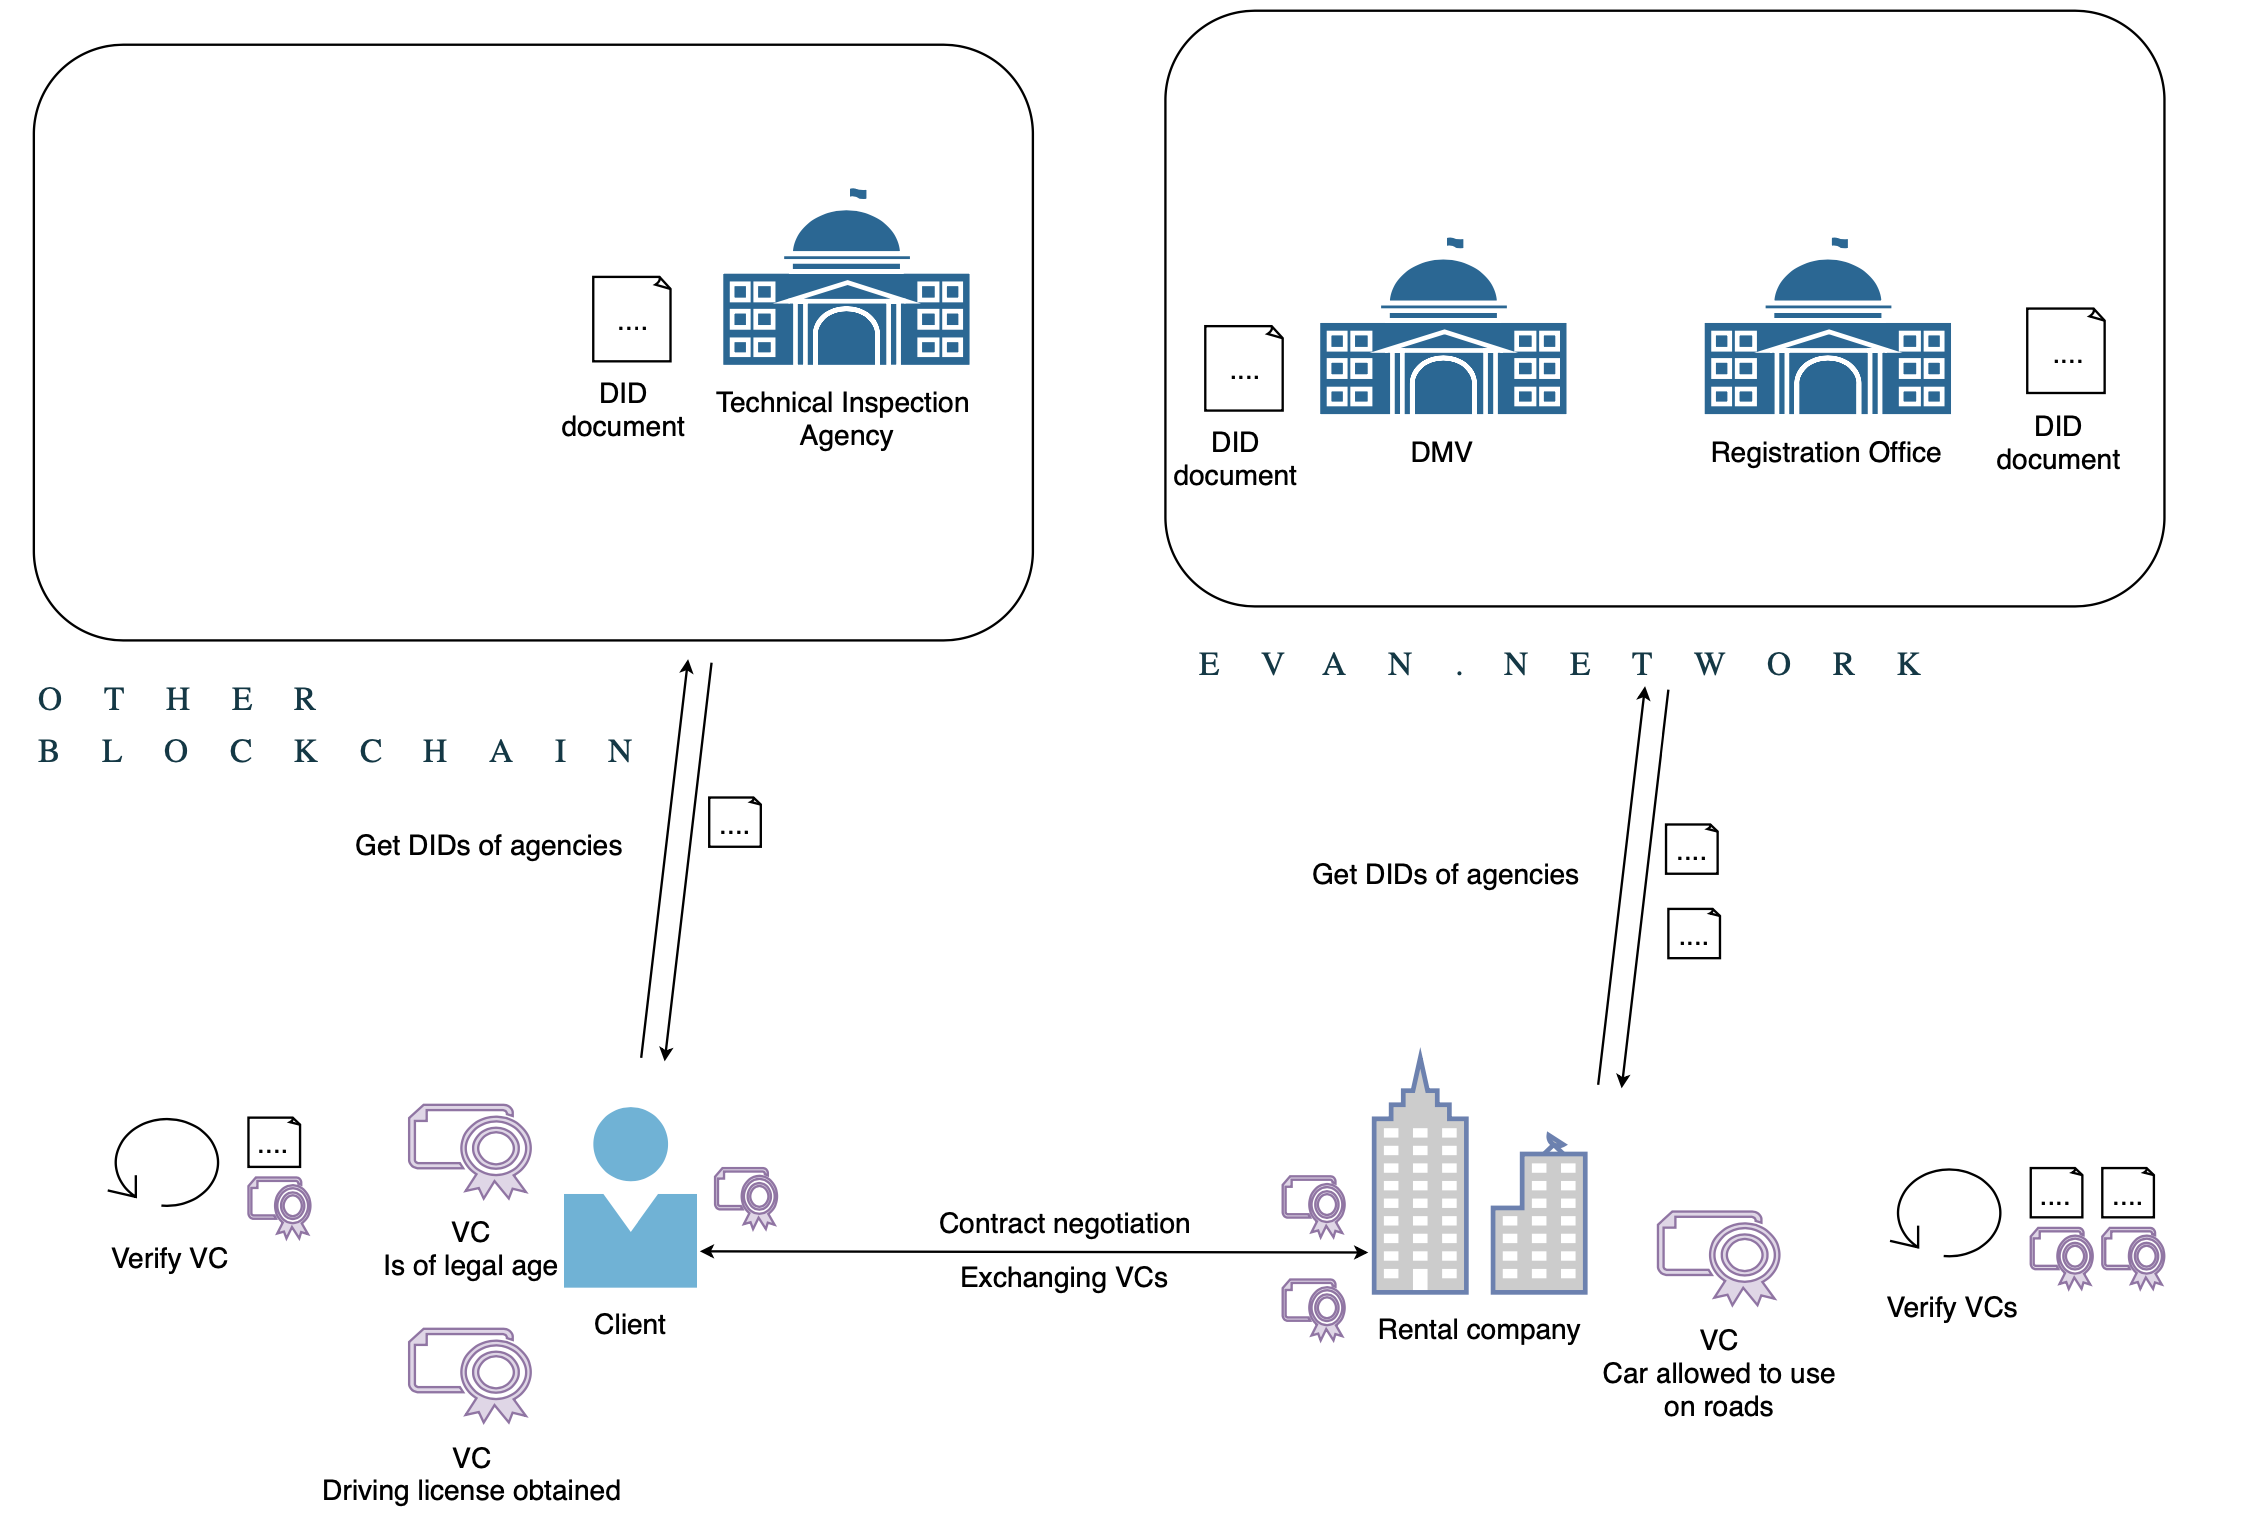 ....
DID
document
Technical Inspection
Agency
....
DID
document
DMV
Registration Office
....
DID
document
O T H E R
B L O C K C H A I N
E V A N . N E T W O R K
Get DIDs of agencies
....
Get DIDs of agencies
....
....
....
Verify VC
VC
Is of legal age
Client
VC
Driving license obtained
Contract negotiation
Exchanging VCs
Rental company
VC
Car allowed to use
on roads
....
....
Verify VCs